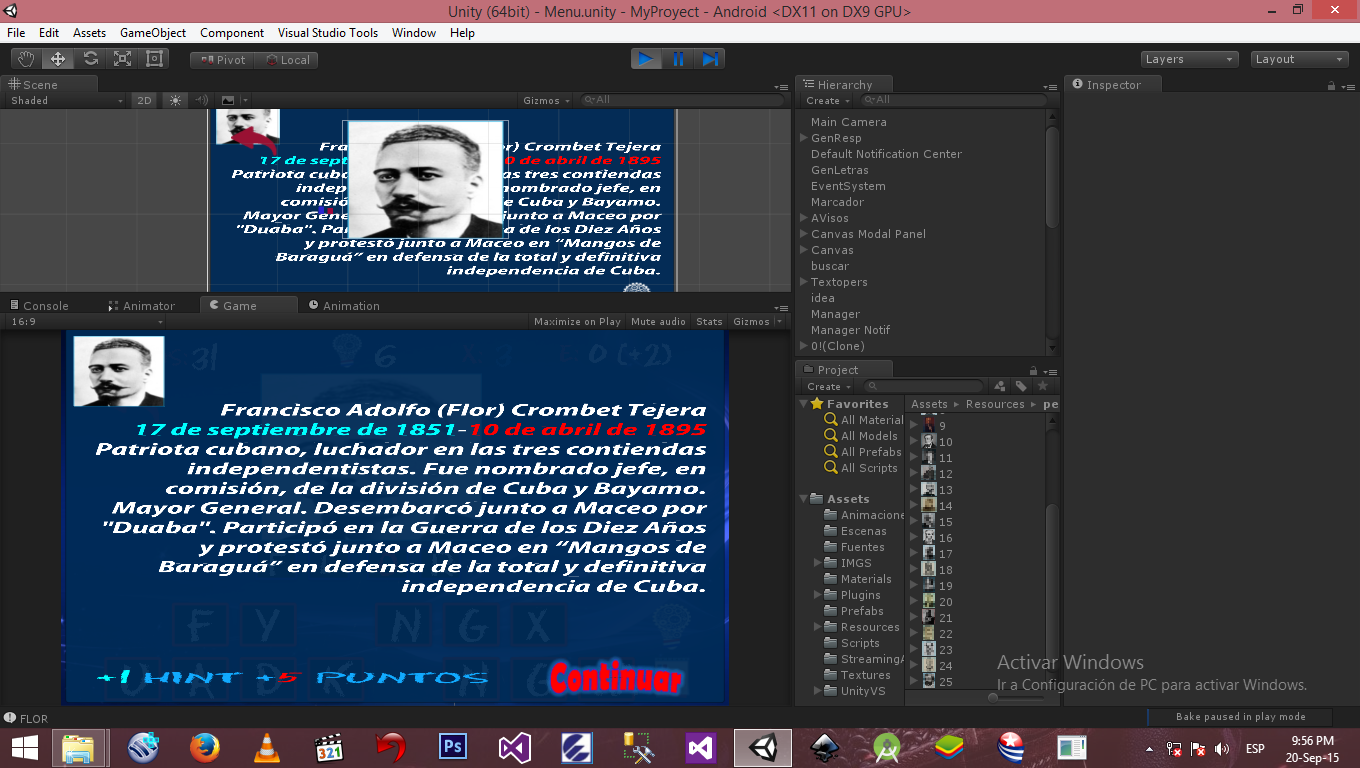 Unity (64bit) - Menu.unity - MyProyect - Android <DX11 on DX9 GPU>
File Edit Assets GameObject Component Visual Studio Tools Window Help
Pivot Local Layers Layout
Scene
Shaded 2D Gizmos All
Fra lor) Crombet Tejera
17 de sept 0 de abril de 1895
Patriota cuba las tres contiendas
indep nombrado jefe, en
comisió e Cuba y Bayamo.
Mayor Gene junto a Maceo por
"Duaba". Par a de los Diez Años
y protestó junto a Maceo en “Mangos de
Baraguá” en defensa de la total y definitiva
independencia de Cuba.
Console Animator Game Animation
16:9 Maximize on Play Mute audio Stats Gizmos
31 6 0 (+2)
Francisco Adolfo (Flor) Crombet Tejera
17 de septiembre de 1851-10 de abril de 1895
Patriota cubano, luchador en las tres contiendas
independentistas. Fue nombrado jefe, en
comisión, de la división de Cuba y Bayamo.
Mayor General. Desembarcó junto a Maceo por
"Duaba". Participó en la Guerra de los Diez Años
y protestó junto a Maceo en “Mangos de
Baraguá” en defensa de la total y definitiva
independencia de Cuba.
F Y N G X
+1 HINT +5 PUNTOS Continuar
Hierarchy
Create All
Main Camera
GenResp
Default Notification Center
GenLetras
EventSystem
Marcador
AVisos
Canvas Modal Panel
Canvas
buscar
Textopers
idea
Manager
Manager Notif
0!(Clone)
Project
Create
Favorites
All Material
All Models
All Prefabs
All Scripts
Assets
Animacione
Escenas
Fuentes
IMGS
Materials
Plugins
Prefabs
Resources
Scripts
StreamingA
Textures
UnityVS
Assets Resources pe
9
10
11
12
13
14
15
16
17
18
19
20
21
22
23
24
25
Inspector
Activar Windows
Ir a Configuración de PC para activar Windows.
FLOR
Bake paused in play mode
321 Ps ESP 9:56 PM
20-Sep-15